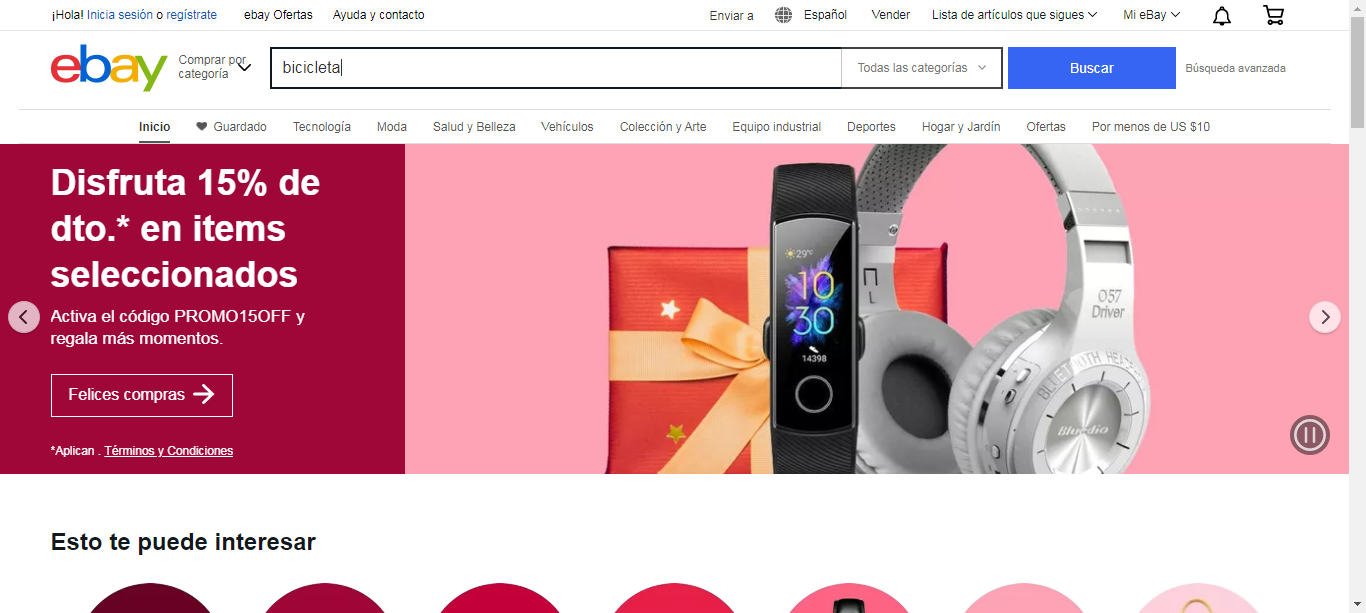 ¡Hola! Inicia sesión o regístrate
ebay Ofertas
Ayuda y contacto
Enviar a
Español
Vender
Lista de artículos que sigues
Mi eBay
ebay
Comprar por
categoría
bicicleta
Todas las categorías
Buscar
Búsqueda avanzada
Inicio
Guardado
Tecnología
Moda
Salud y Belleza
Vehículos
Colección y Arte
Equipo industrial
Deportes
Hogar y Jardín
Ofertas
Por menos de US $10
Disfruta 15% de
dto.* en items
seleccionados
Activa el código PROMO15OFF y
regala más momentos.
Felices compras
*Aplican . Términos y Condiciones
29°
10
30
14398
057
Driver
BLUETOOTH HEADSET
Bluedio
Esto te puede interesar